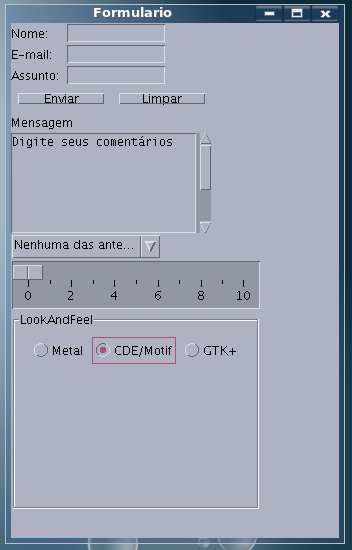 Formulario
Nome:
E-mail:
Assunto:
Enviar Limpar
Mensagem
Digite seus comentários
Nenhuma das ante...
0 2 4 6 8 10
LookAndFeel
Metal CDE/Motif GTK+